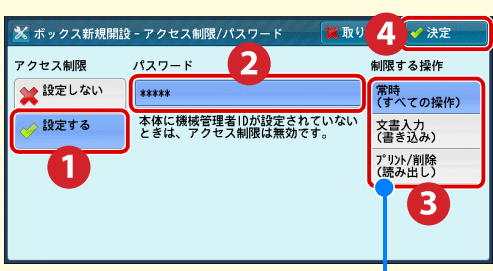 ボックス新規開設 - アクセス制限/パスワード
取り
4
決定
アクセス制限
パスワード
2
制限する操作
設定しない
*****
常時
(すべての操作)
設定する
本体に機械管理者IDが設定されていない
ときは、アクセス制限は無効です。
文書入力
(書き込み)
1
プリント/削除
(読み出し)
3